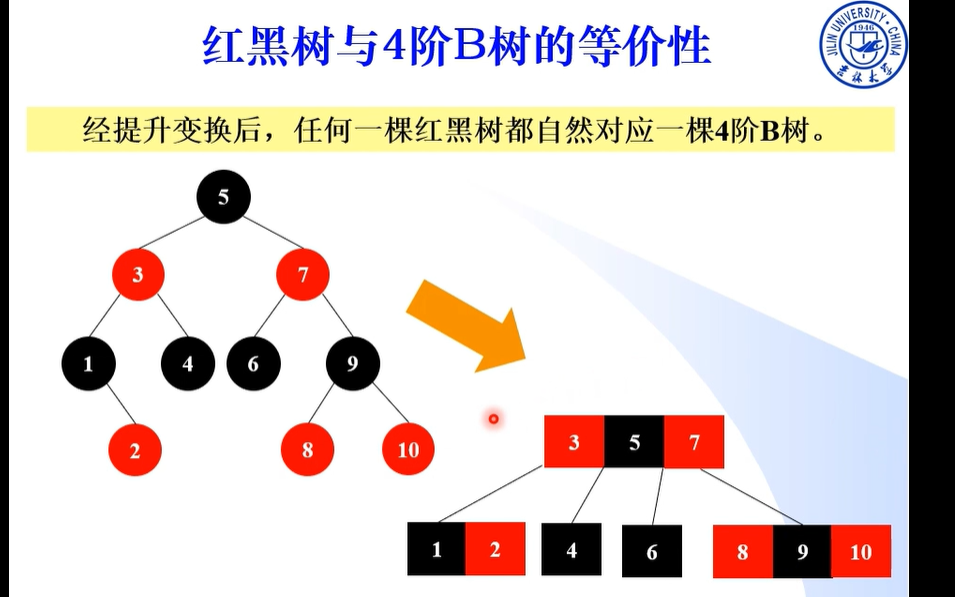 红黑树与4阶B树的等价性
JILIN UNIVERSITY·CHINA
1946
吉林大学
经提升变换后，任何一棵红黑树都自然对应一棵4阶B树。
5
3 7
1 4 6 9
2 8 10
3 5 7
1 2 4 6 8 9 10